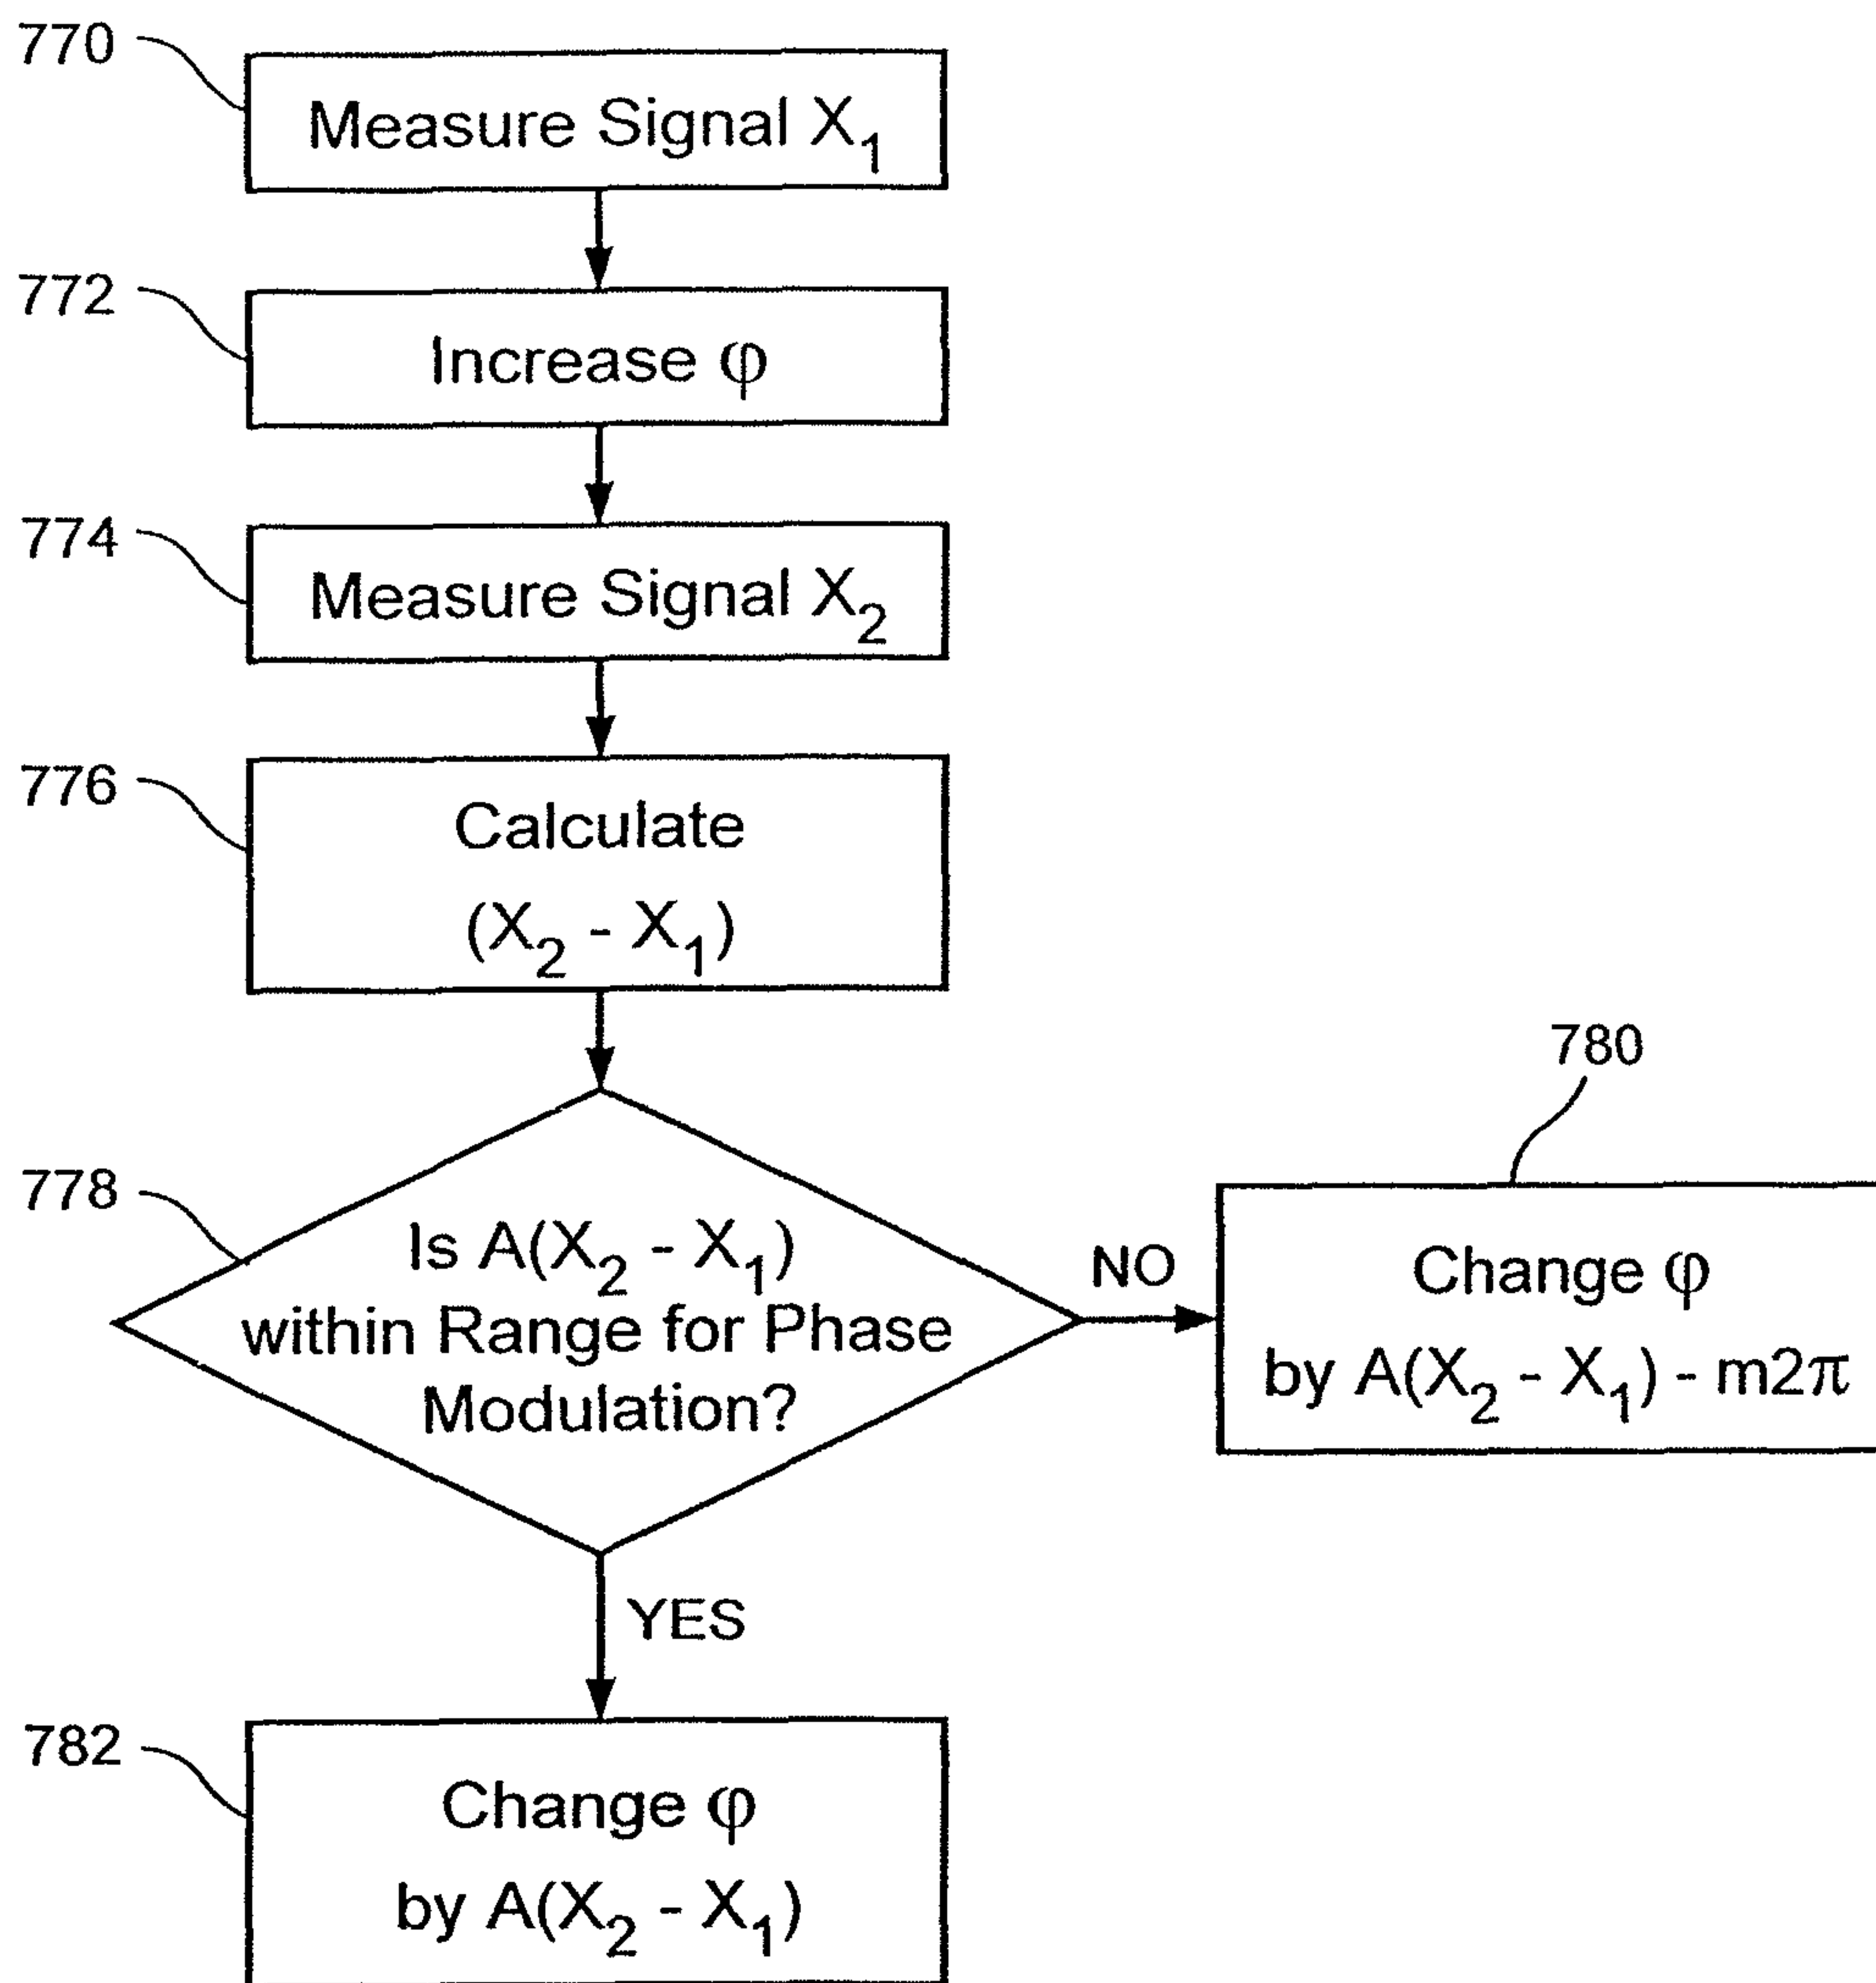 770
Measure Signal X₁
772
Increase φ
774
Measure Signal X₂
776
Calculate
(X₂ - X₁)
778
Is A(X₂ - X₁)
within Range for Phase
Modulation?
NO
780
Change φ
by A(X₂ - X₁) - m2π
YES
782
Change φ
by A(X₂ - X₁)